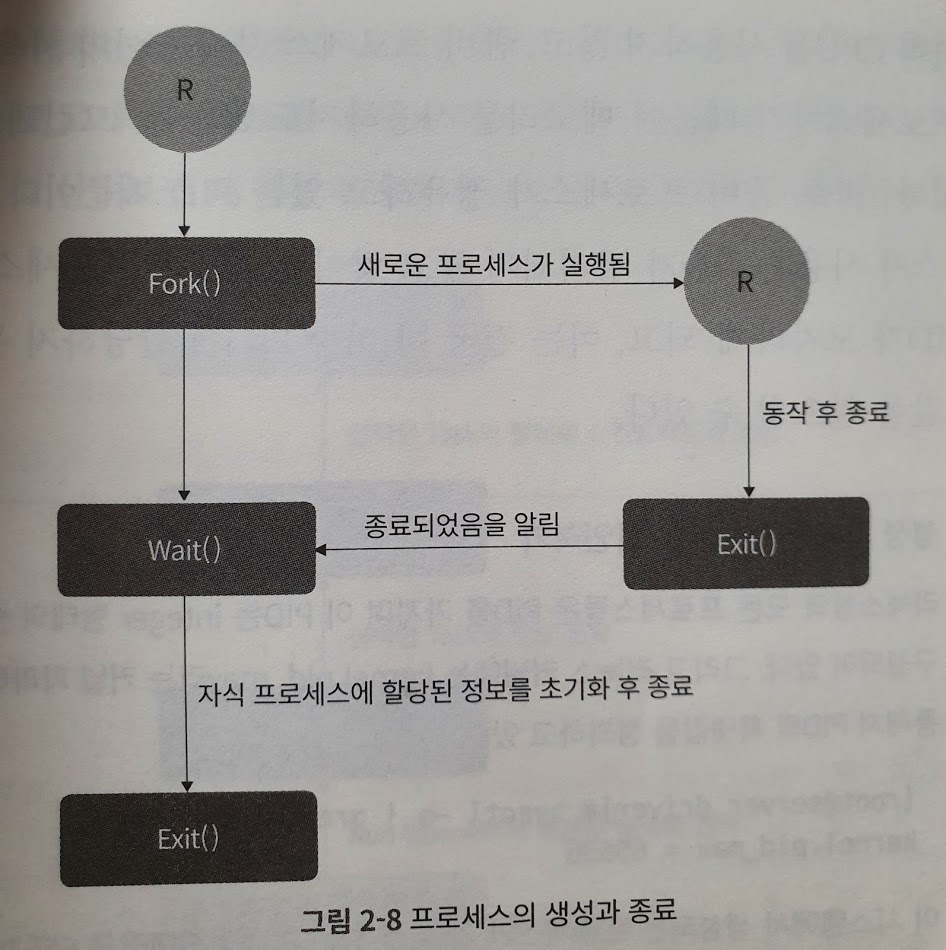 R
Fork()
새로운 프로세스가 실행됨
R
동작 후 종료
Wait()
종료되었음을 알림
Exit()
자식 프로세스에 할당된 정보를 초기화 후 종료
Exit()
그림 2-8 프로세스의 생성과 종료